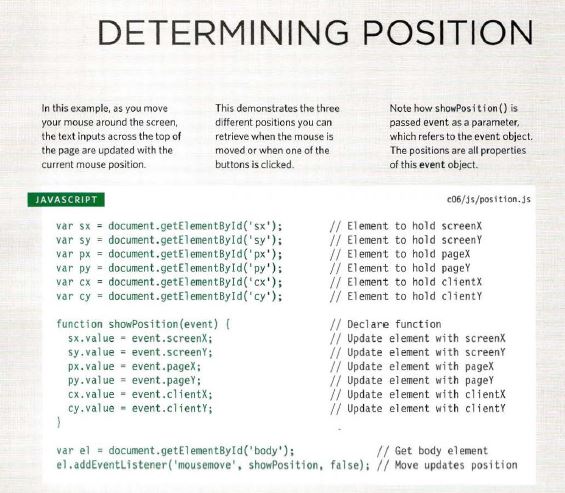 DETERMINING POSITION
In this example, as you move
your mouse around the screen,
the text inputs across the top of
the page are updated with the
current mouse position.
This demonstrates the three
different positions you can
retrieve when the mouse is
moved or when one of the
buttons is clicked.
Note how showPosition() is
passed event as a parameter,
which refers to the event object.
The positions are all properties
of this event object.
JAVASCRIPT c06/js/position.js
var sx = document.getElementById('sx'); // Element to hold screenX
var sy = document.getElementById('sy'); // Element to hold screenY
var px = document.getElementById('px'); // Element to hold pageX
var py = document.getElementById('py'); // Element to hold pageY
var cx = document.getElementById('cx'); // Element to hold clientX
var cy = document.getElementById('cy'); // Element to hold clientY
function showPosition(event) { // Declare function
sx.value = event.screenX; // Update element with screenX
sy.value = event.screenY; // Update element with screenY
px.value = event.pageX; // Update element with pageX
py.value = event.pageY; // Update element with pageY
cx.value = event.clientX; // Update element with clientX
cy.value = event.clientY; // Update element with clientY
}
var el = document.getElementById('body'); // Get body element
el.addEventListener('mousemove', showPosition, false); // Move updates position